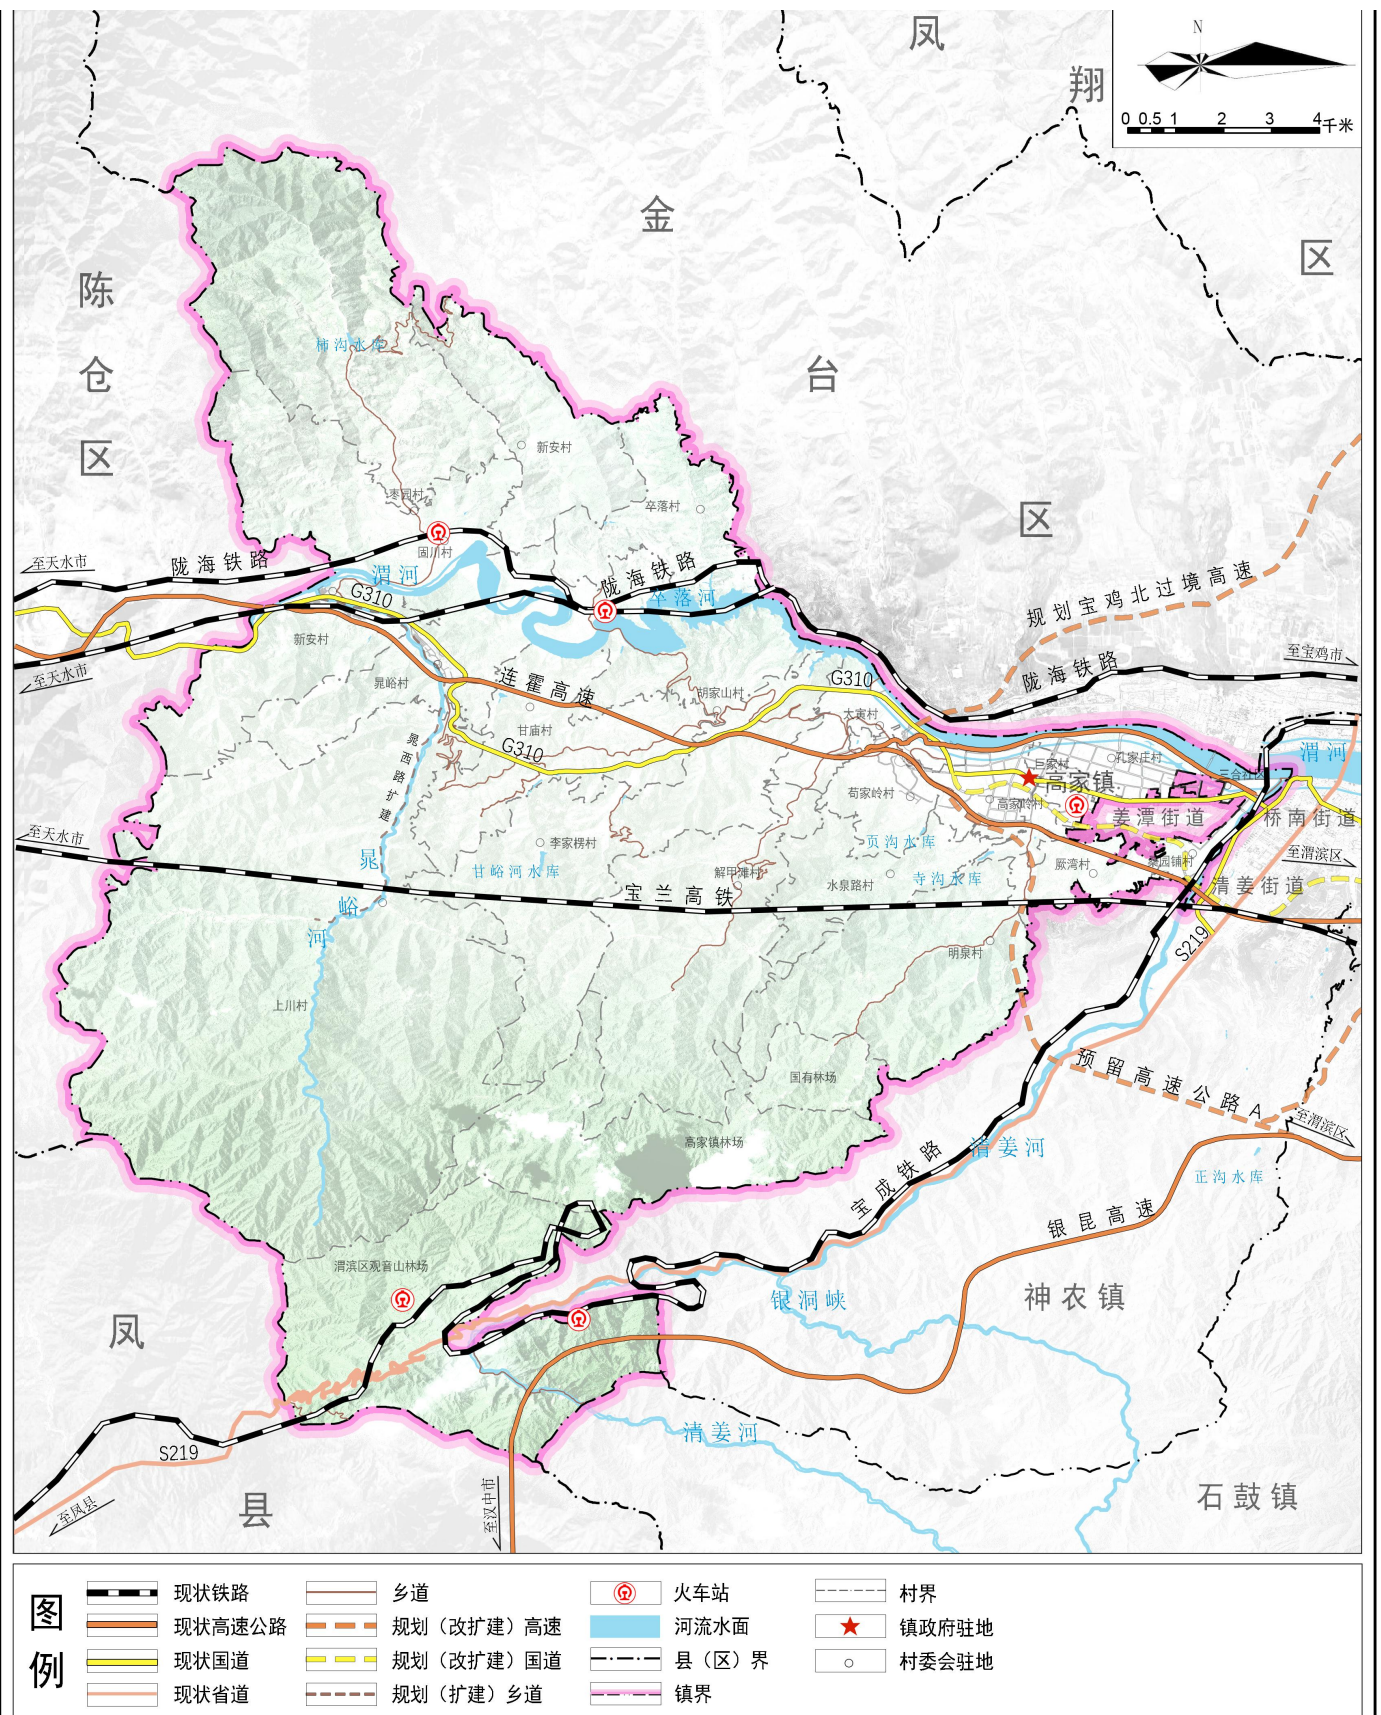 凤
翔
区
N
0 0.5 1 2 3 4千米
金
台
区
陈
仓
区
柿沟水库
新安村
枣园村
卒落村
固川村
至天水市
陇海铁路
渭河
G310
陇海铁路
卒落河
规划宝鸡北过境高速
新安村
至天水市
晁峪村
连霍高速
胡家山村
G310
陇海铁路
至宝鸡市
甘庙村
G310
大寅村
晁西路扩建
巨家村
孔家庄村
渭河
三合社区
高家镇
苟家岭村
高家岭村
姜潭街道
桥南街道
至天水市
李家楞村
页沟水库
至渭滨区
晁
峪
河
甘峪河水库
解甲滩村
水泉路村
寺沟水库
厥湾村
清姜街道
宝兰高铁
S219
明泉村
上川村
国有林场
预留高速公路A
至渭滨区
高家镇林场
清姜河
宝成铁路
正沟水库
银昆高速
渭滨区观音山林场
银洞峡
神农镇
凤
县
清姜河
S219
至凤县
至汉中市
石鼓镇
图例
现状铁路
现状高速公路
现状国道
现状省道
乡道
规划（改扩建）高速
规划（改扩建）国道
规划（扩建）乡道
火车站
河流水面
县（区）界
镇界
村界
镇政府驻地
村委会驻地